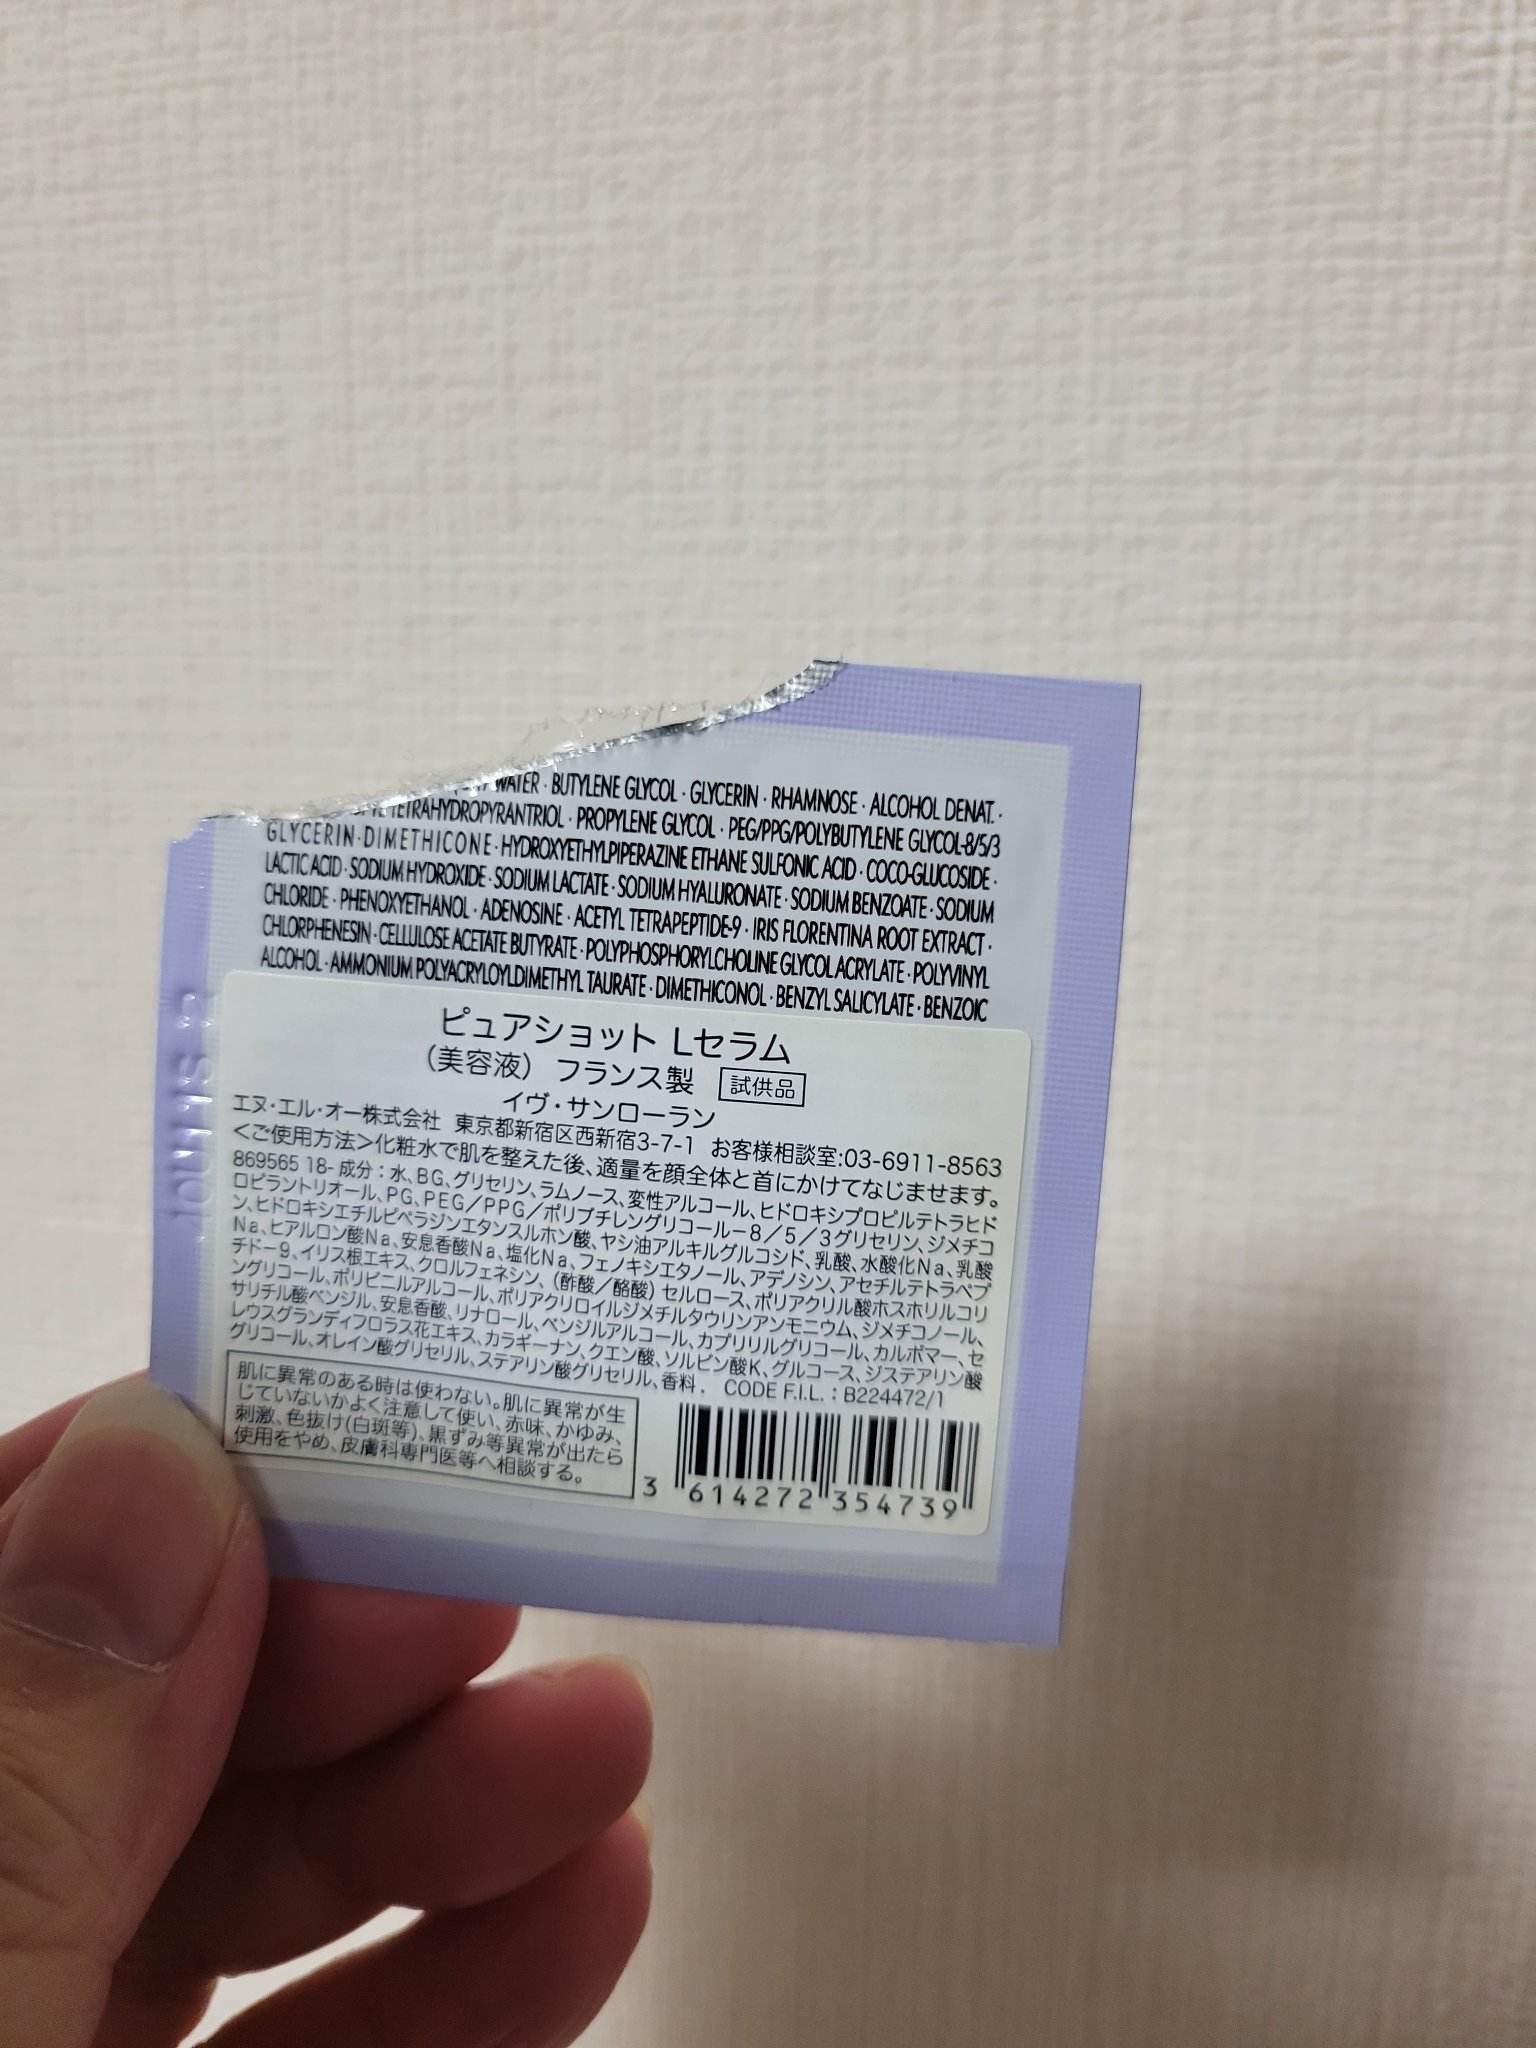 WATER · BUTYLENE GLYCOL · GLYCERIN · RHAMNOSE · ALCOHOL DENAT. ·
TETRAHYDROPYRANTRIOL · PROPYLENE GLYCOL · PEG/PPG/POLYBUTYLENE GLYCOL-8/5/3
GLYCERIN · DIMETHICONE · HYDROXYETHYLPIPERAZINE ETHANE SULFONIC ACID · COCO-GLUCOSIDE ·
LACTIC ACID · SODIUM HYDROXIDE · SODIUM LACTATE · SODIUM HYALURONATE · SODIUM BENZOATE · SODIUM
CHLORIDE · PHENOXYETHANOL · ADENOSINE · ACETYL TETRAPEPTIDE-9 · IRIS FLORENTINA ROOT EXTRACT ·
CHLORPHENESIN · CELLULOSE ACETATE BUTYRATE · POLYPHOSPHORYLCHOLINE GLYCOL ACRYLATE · POLYVINYL
ALCOHOL · AMMONIUM POLYACRYLOYLDIMETHYL TAURATE · DIMETHICONOL · BENZYL SALICYLATE · BENZOIC
ピュアショット Lセラム
（美容液） フランス製 試供品
イヴ・サンローラン
エヌ・エル・オー株式会社 東京都新宿区西新宿3-7-1 お客様相談室:03-6911-8563
<ご使用方法>化粧水で肌を整えた後、適量を顔全体と首にかけてなじませます。
869565 18- 成分：水、BG、グリセリン、ラムノース、変性アルコール、ヒドロキシプロピルテトラヒド
ロピラントリオール、PG、PEG／PPG／ポリブチレングリコール－8／5／3グリセリン、ジメチコ
ン、ヒドロキシエチルピペラジンエタンスルホン酸、ヤシ油アルキルグルコシド、乳酸、水酸化Na、乳酸
Na、ヒアルロン酸Na、安息香酸Na、塩化Na、フェノキシエタノール、アデノシン、アセチルテトラペプ
チド－9、イリス根エキス、クロルフェネシン、（酢酸／酪酸）セルロース、ポリアクリル酸ホスホリルコリ
ングリコール、ポリビニルアルコール、ポリアクリロイルジメチルタウリンアンモニウム、ジメチコノール、
サリチル酸ベンジル、安息香酸、リナロール、ベンジルアルコール、カプリリルグリコール、カルボマー、セ
レウスグランディフロラス花エキス、カラギーナン、クエン酸、ソルビン酸K、グルコース、ジステアリン酸
グリコール、オレイン酸グリセリル、ステアリン酸グリセリル、香料． CODE F.I.L.：B224472/1
肌に異常のある時は使わない。肌に異常が生
じていないかよく注意して使い、赤味、かゆみ、
刺激、色抜け(白斑等)、黒ずみ等異常が出たら
使用をやめ、皮膚科専門医等へ相談する。
3 614272 354739